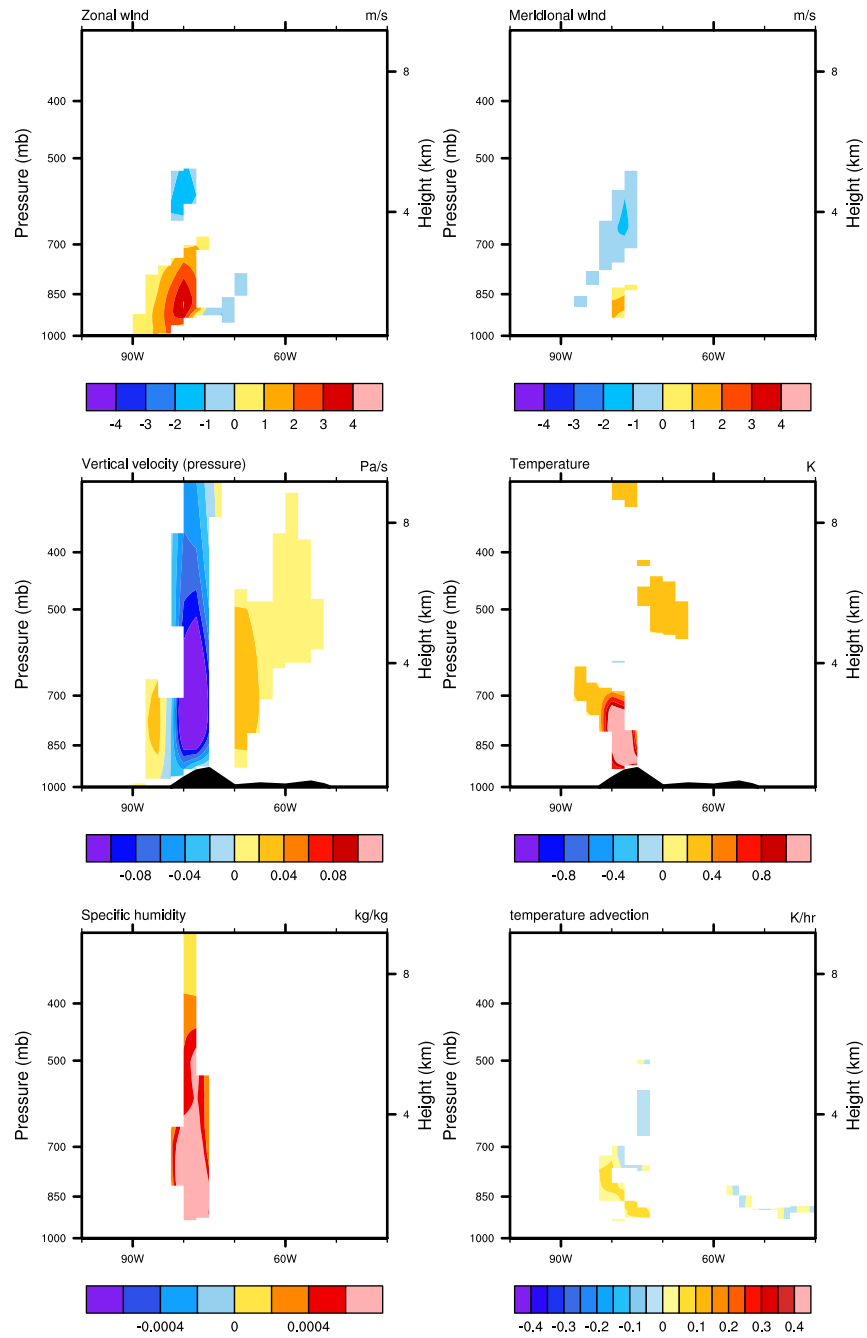 Zonal wind m/s
400
500
700
850
1000
8
4
Pressure (mb)
Height (km)
90W 60W
-4 -3 -2 -1 0 1 2 3 4
Meridional wind m/s
400
500
700
850
1000
8
4
Pressure (mb)
Height (km)
90W 60W
-4 -3 -2 -1 0 1 2 3 4
Vertical velocity (pressure) Pa/s
400
500
700
850
1000
8
4
Pressure (mb)
Height (km)
90W 60W
-0.08 -0.04 0 0.04 0.08
Temperature K
400
500
700
850
1000
8
4
Pressure (mb)
Height (km)
90W 60W
-0.8 -0.4 0 0.4 0.8
Specific humidity kg/kg
400
500
700
850
1000
8
4
Pressure (mb)
Height (km)
90W 60W
-0.0004 0 0.0004
temperature advection K/hr
400
500
700
850
1000
8
4
Pressure (mb)
Height (km)
90W 60W
-0.4 -0.3 -0.2 -0.1 0 0.1 0.2 0.3 0.4